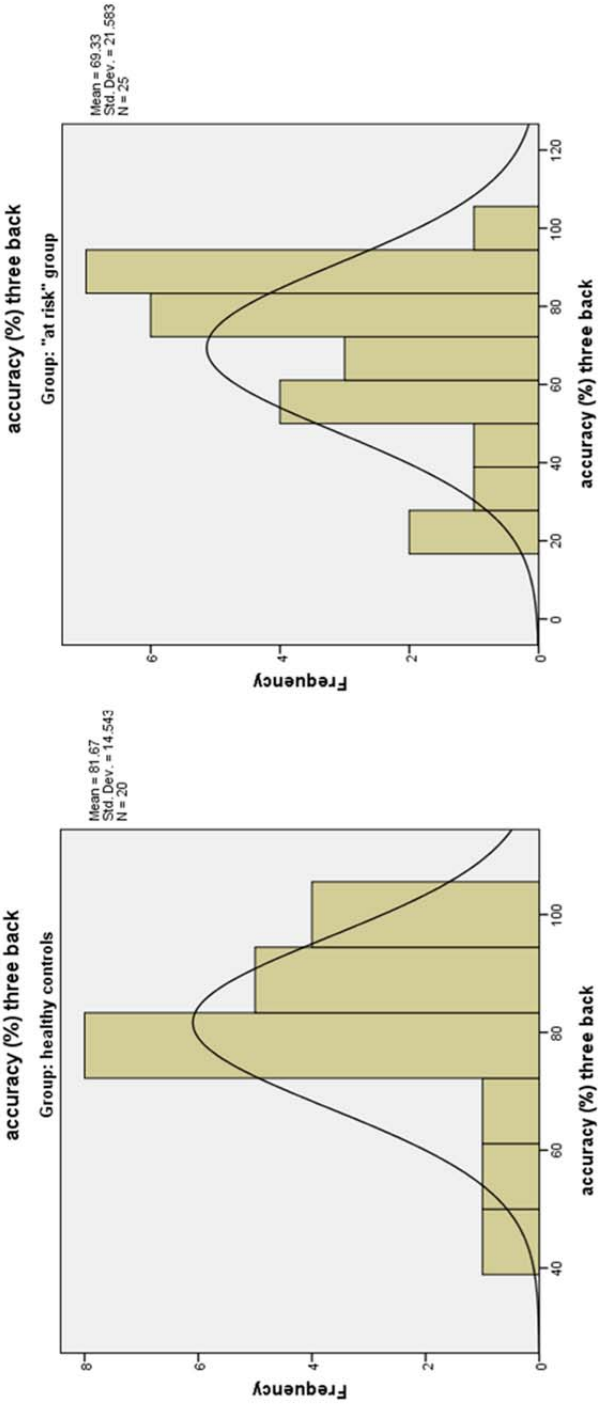 accuracy (%) three back
Group: healthy controls
Mean = 81.67
Std. Dev. = 14.543
N = 20
Frequency
8
6
4
2
0
40 60 80 100
accuracy (%) three back
accuracy (%) three back
Group: "at risk" group
Mean = 69.33
Std. Dev. = 21.583
N = 25
Frequency
6
4
2
0
0 20 40 60 80 100 120
accuracy (%) three back